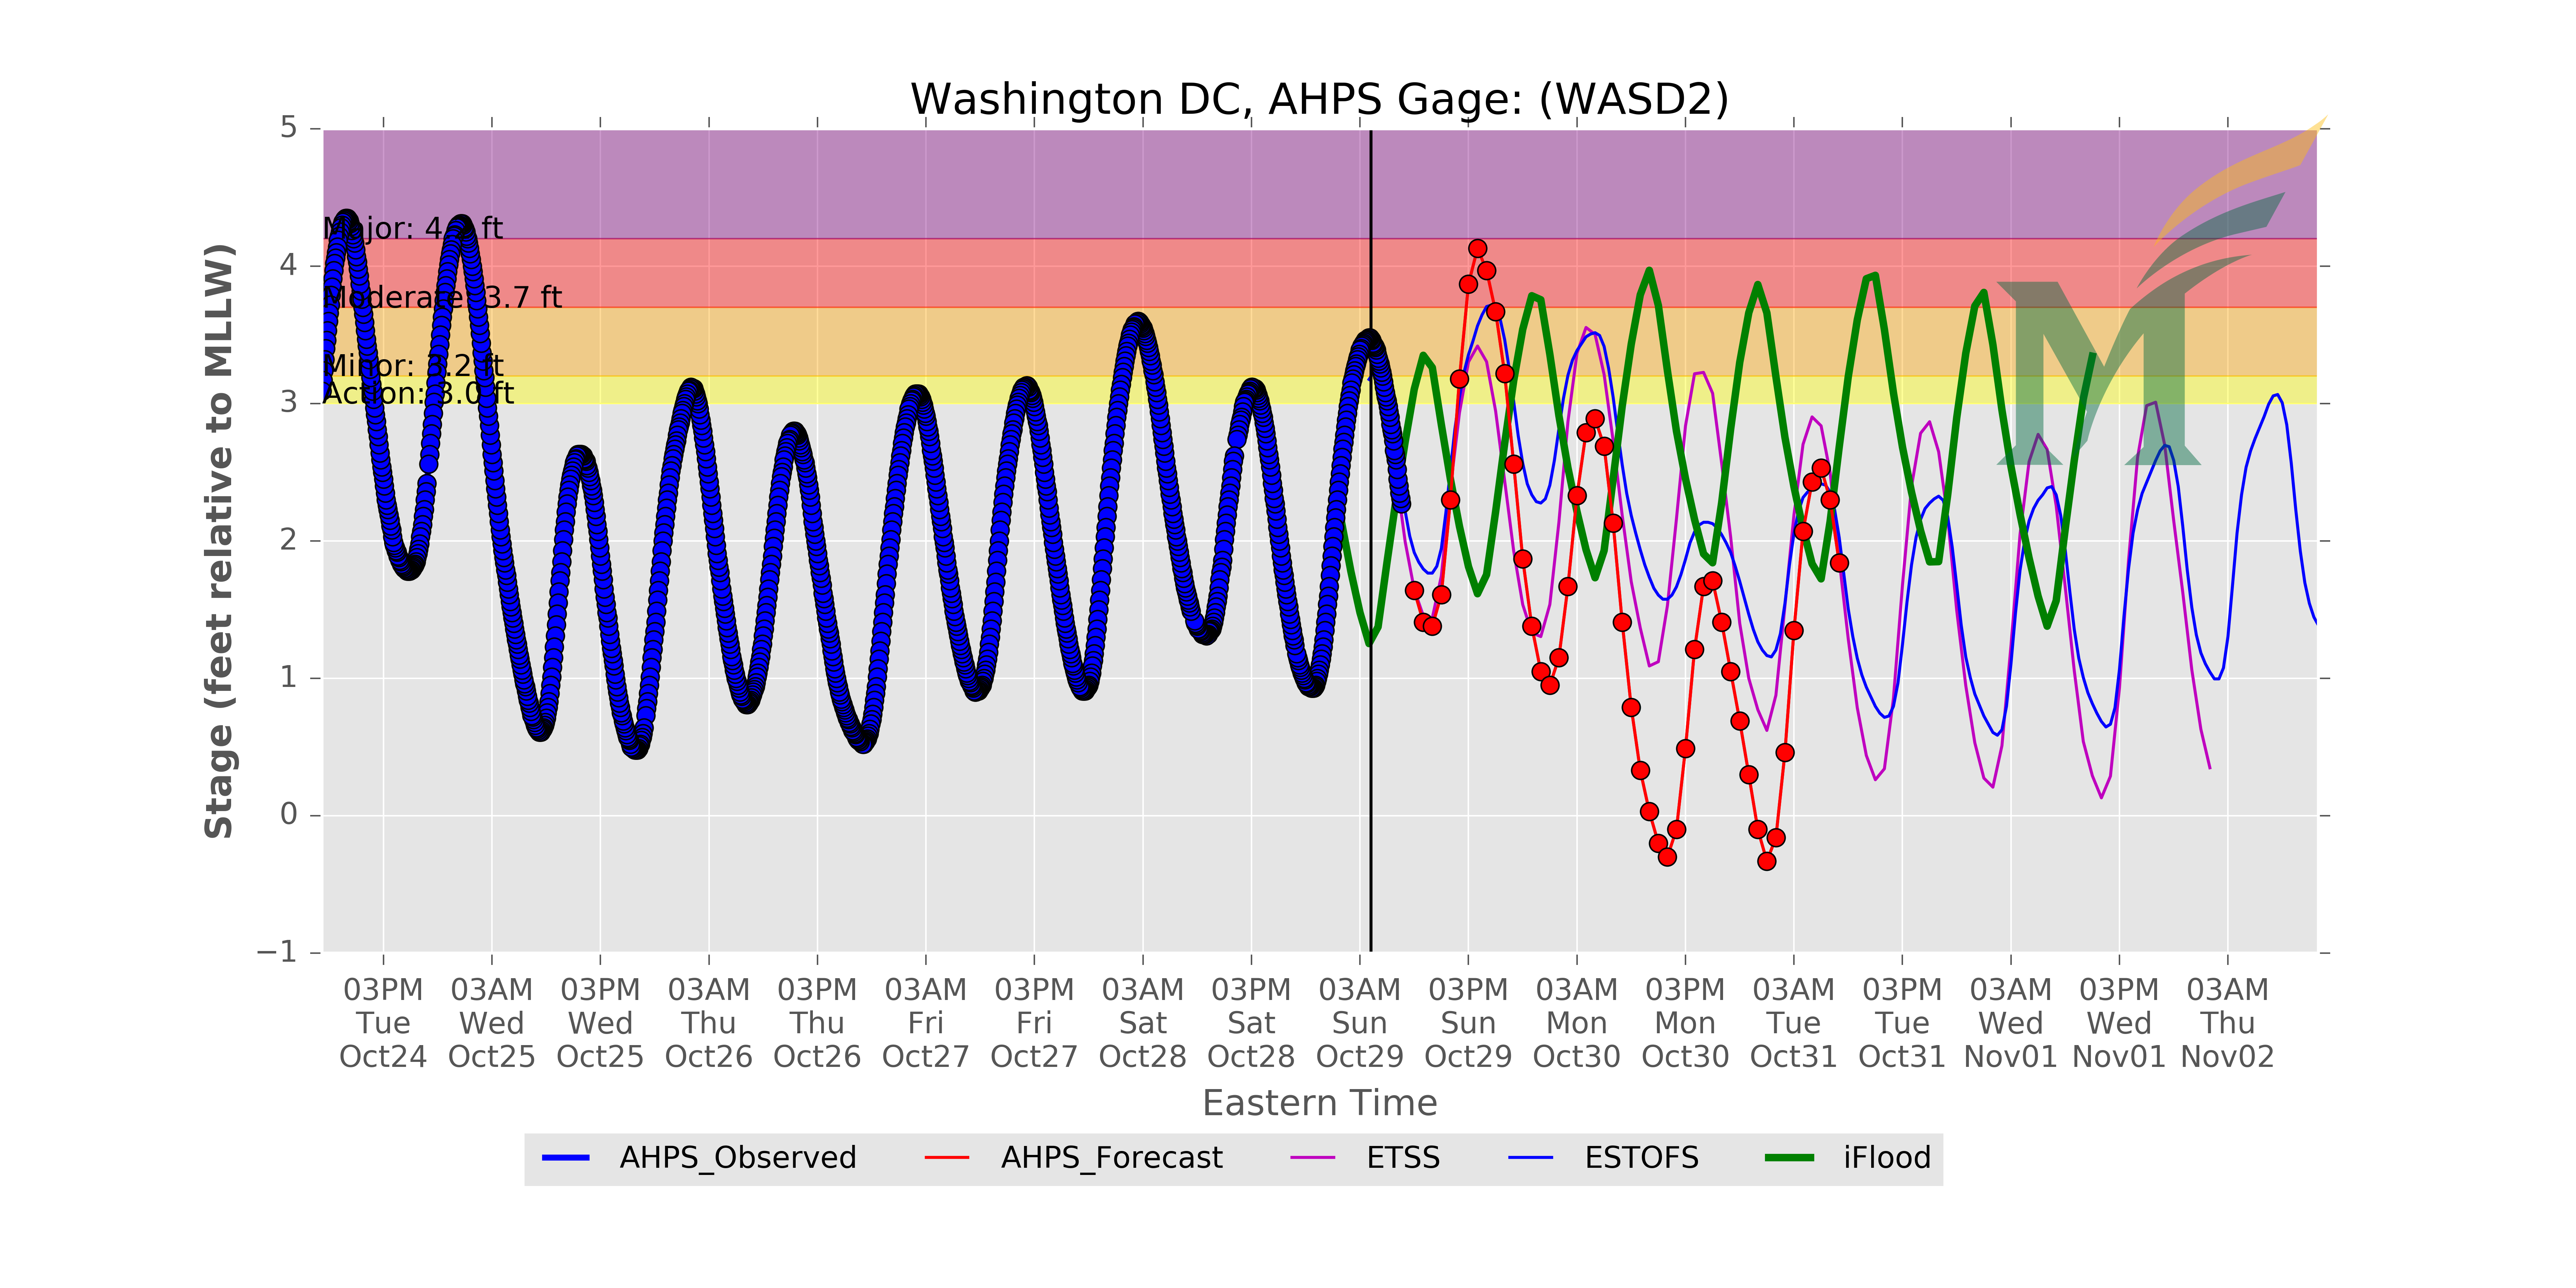 Washington DC, AHPS Gage: (WASD2)
Stage (feet relative to MLLW)
5
4
3
2
1
0
−1
Major: 4. ft
Moderate: 3.7 ft
Minor: 3.2 ft
Action: 3.0 ft
03PM 03AM 03PM 03AM 03PM 03AM 03PM 03AM 03PM 03AM 03PM 03AM 03PM 03AM 03PM 03AM 03PM 03AM
Tue Wed Wed Thu Thu Fri Fri Sat Sat Sun Sun Mon Mon Tue Tue Wed Wed Thu
Oct24 Oct25 Oct25 Oct26 Oct26 Oct27 Oct27 Oct28 Oct28 Oct29 Oct29 Oct30 Oct30 Oct31 Oct31 Nov01 Nov01 Nov02
Eastern Time
AHPS_Observed AHPS_Forecast ETSS ESTOFS iFlood
M